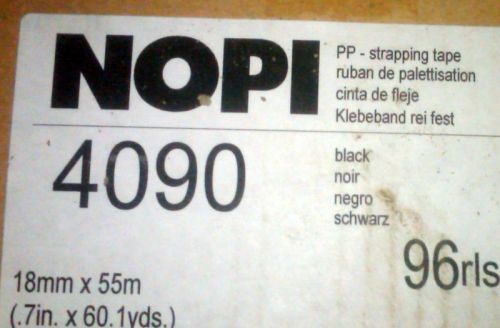 NOPI
PP - strapping tape
ruban de palettisation
cinta de fleje
Klebeband rei fest
4090
black
noir
negro
schwarz
96rls
18mm x 55m
(.7in. x 60.1yds.)